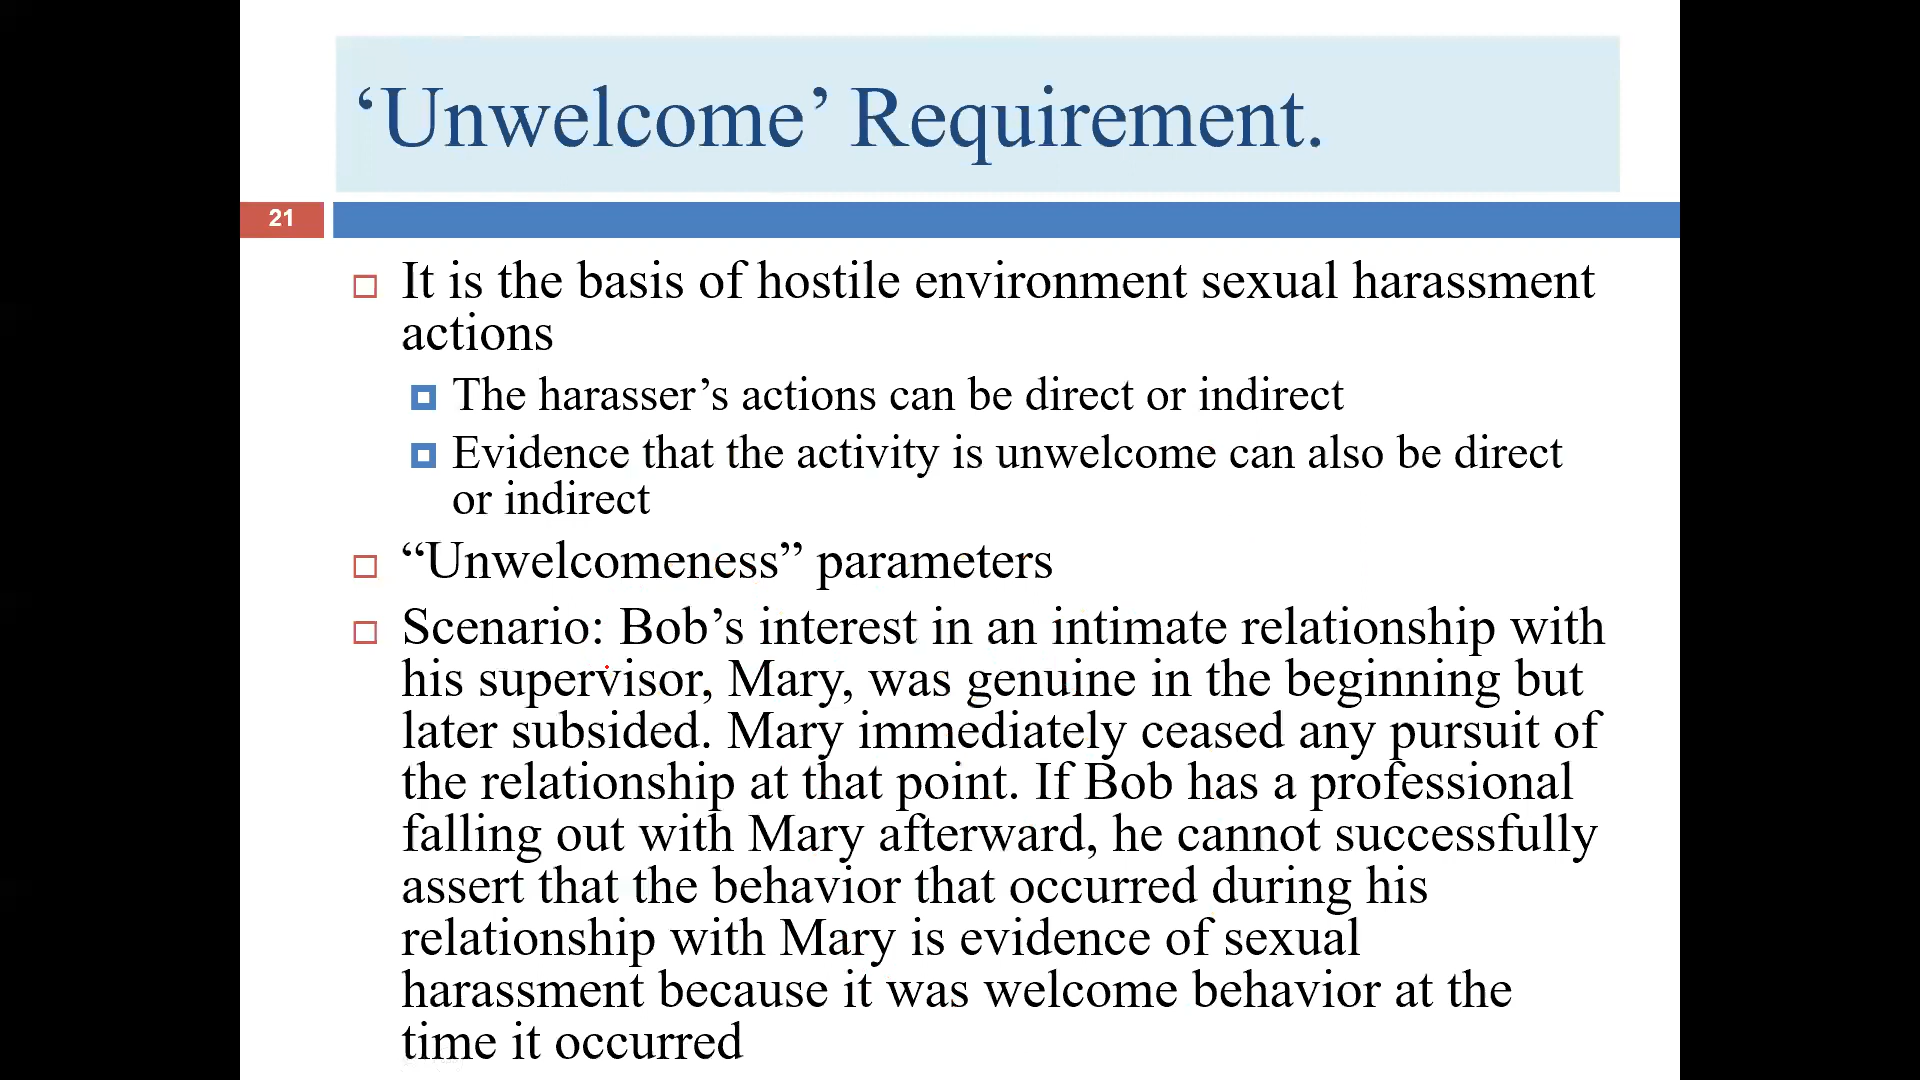 ‘Unwelcome’ Requirement.
21
It is the basis of hostile environment sexual harassment
actions
The harasser’s actions can be direct or indirect
Evidence that the activity is unwelcome can also be direct
or indirect
“Unwelcomeness” parameters
Scenario: Bob’s interest in an intimate relationship with
his supervisor, Mary, was genuine in the beginning but
later subsided. Mary immediately ceased any pursuit of
the relationship at that point. If Bob has a professional
falling out with Mary afterward, he cannot successfully
assert that the behavior that occurred during his
relationship with Mary is evidence of sexual
harassment because it was welcome behavior at the
time it occurred